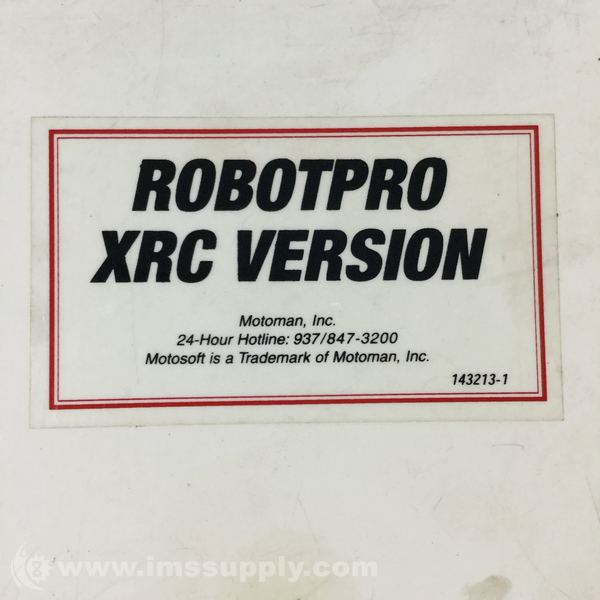 ROBOTPRO
XRC VERSION
Motoman, Inc.
24-Hour Hotline: 937/847-3200
Motosoft is a Trademark of Motoman, Inc.
143213-1
www.imssupply.com